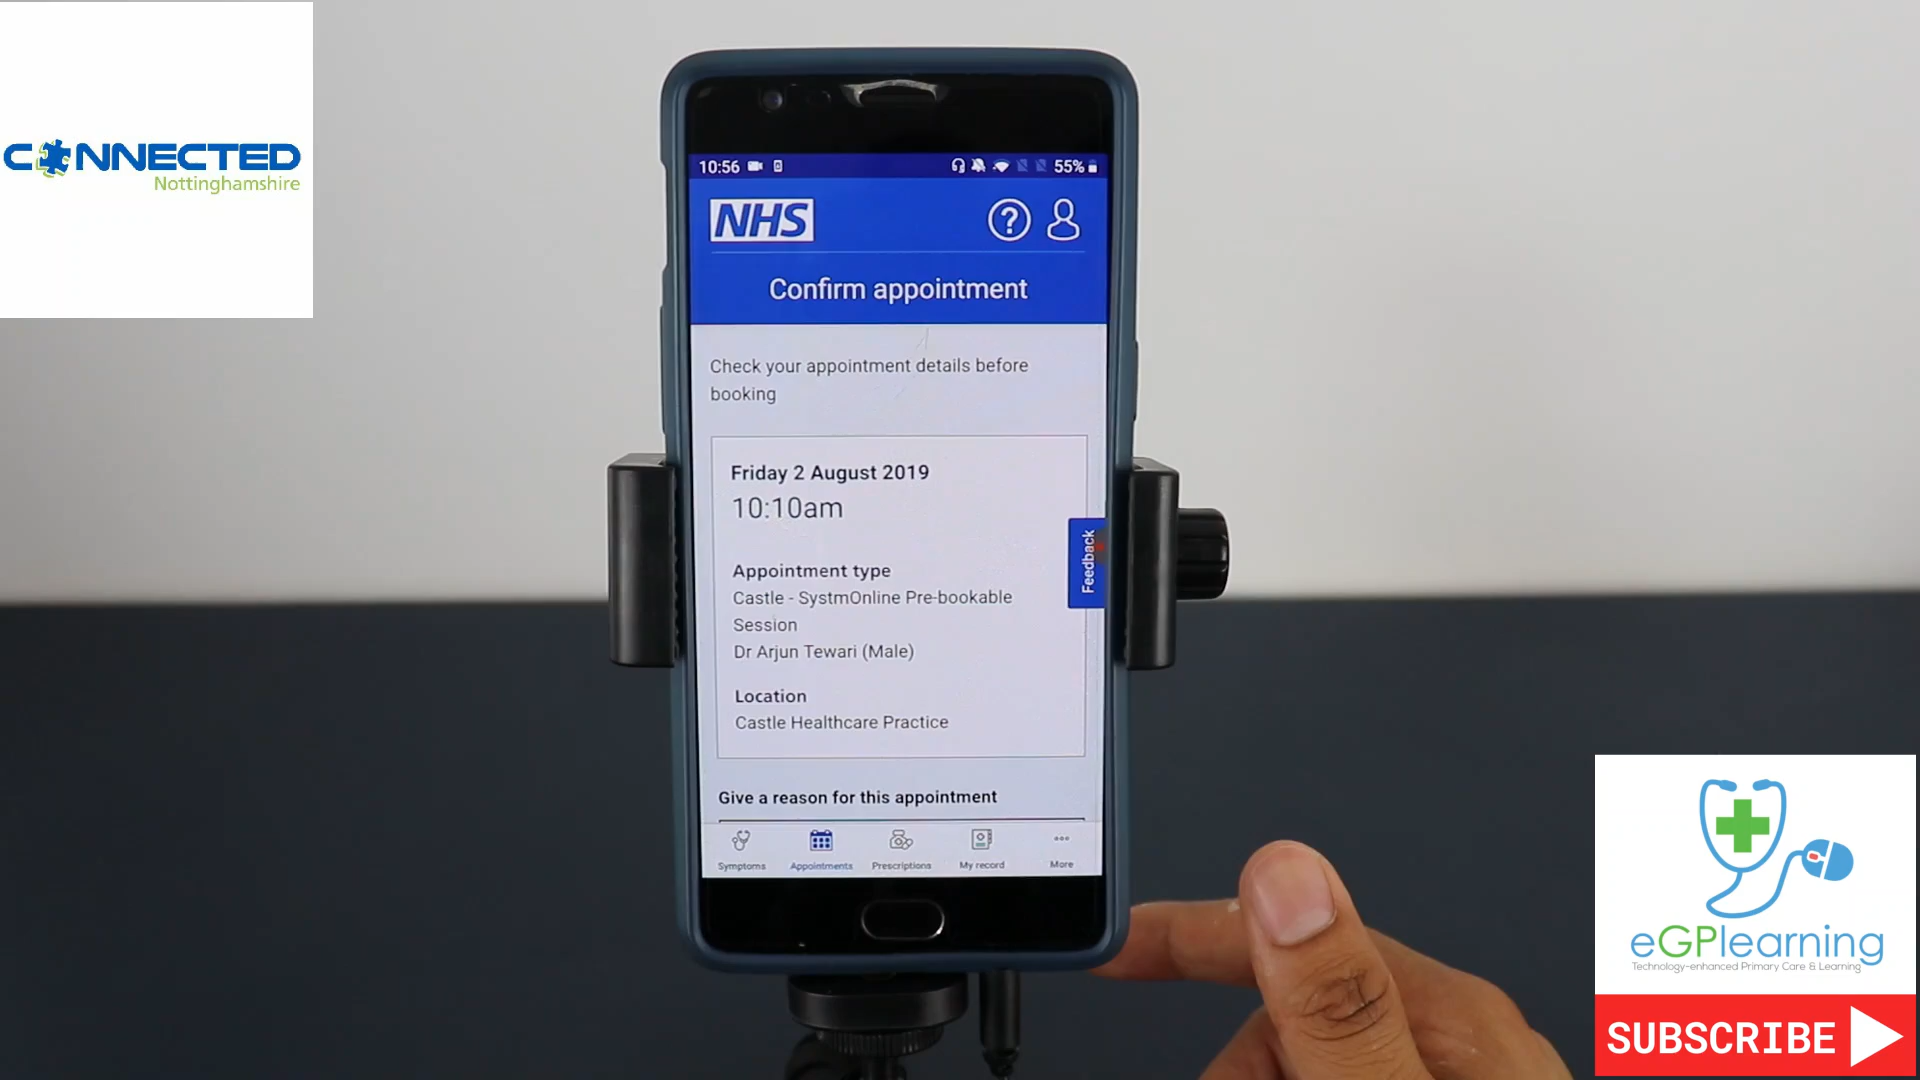 CONNECTED
Nottinghamshire
10:56
55%
NHS
?
Confirm appointment
Check your appointment details before
booking
Friday 2 August 2019
10:10am
Appointment type
Castle - SystmOnline Pre-bookable
Session
Dr Arjun Tewari (Male)
Location
Castle Healthcare Practice
Feedback
Give a reason for this appointment
Symptoms
Appointments
Prescriptions
My record
More
eGPlearning
Technology-enhanced Primary Care & Learning
SUBSCRIBE